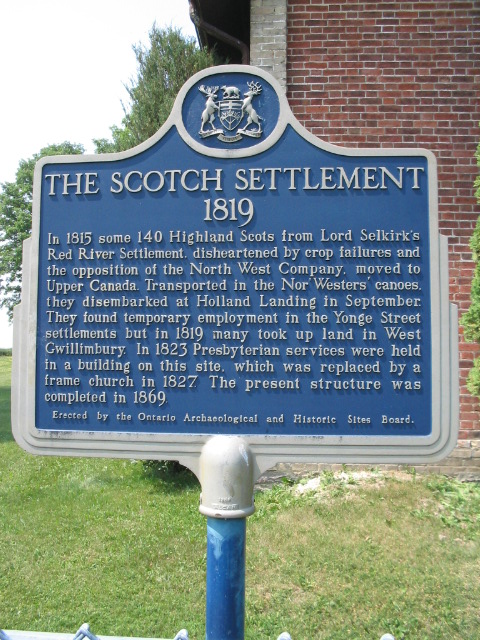 THE SCOTCH SETTLEMENT
1819
In 1815 some 140 Highland Scots from Lord Selkirk's
Red River Settlement, disheartened by crop failures and
the opposition of the North West Company, moved to
Upper Canada. Transported in the Nor'Westers' canoes,
they disembarked at Holland Landing in September.
They found temporary employment in the Yonge Street
settlements but in 1819 many took up land in West
Gwillimbury. In 1823 Presbyterian services were held
in a building on this site, which was replaced by a
frame church in 1827. The present structure was
completed in 1869.
Erected by the Ontario Archaeological and Historic Sites Board.